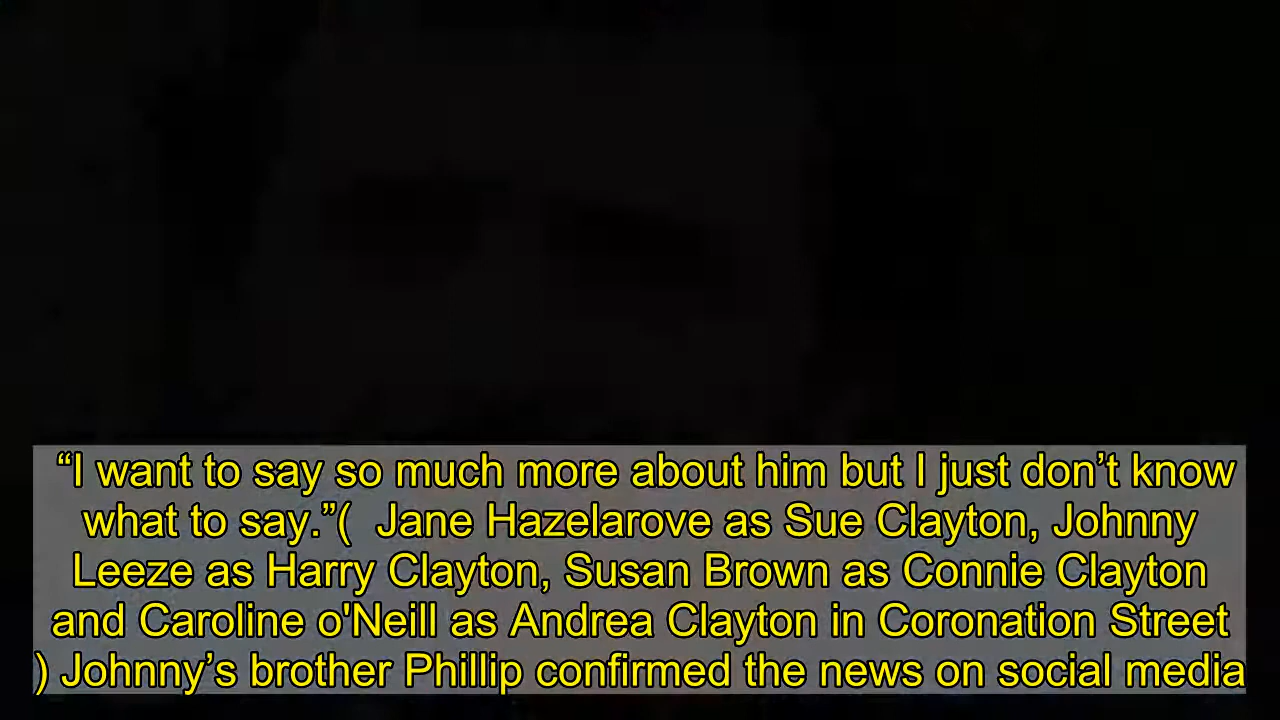 “I want to say so much more about him but I just don’t know
what to say.”(  Jane Hazelarove as Sue Clayton, Johnny
Leeze as Harry Clayton, Susan Brown as Connie Clayton
and Caroline o'Neill as Andrea Clayton in Coronation Street
) Johnny’s brother Phillip confirmed the news on social media